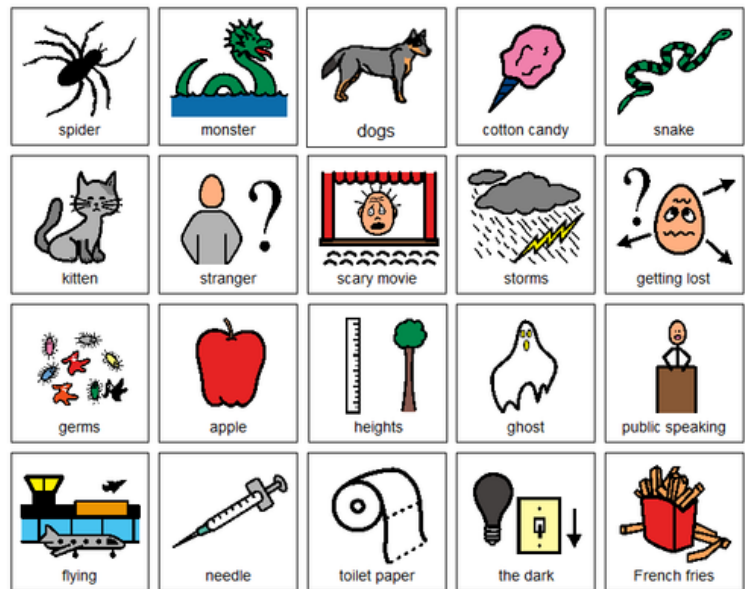 spider
monster
dogs
cotton candy
snake
kitten
stranger
scary movie
storms
getting lost
germs
apple
heights
ghost
public speaking
flying
needle
toilet paper
the dark
French fries